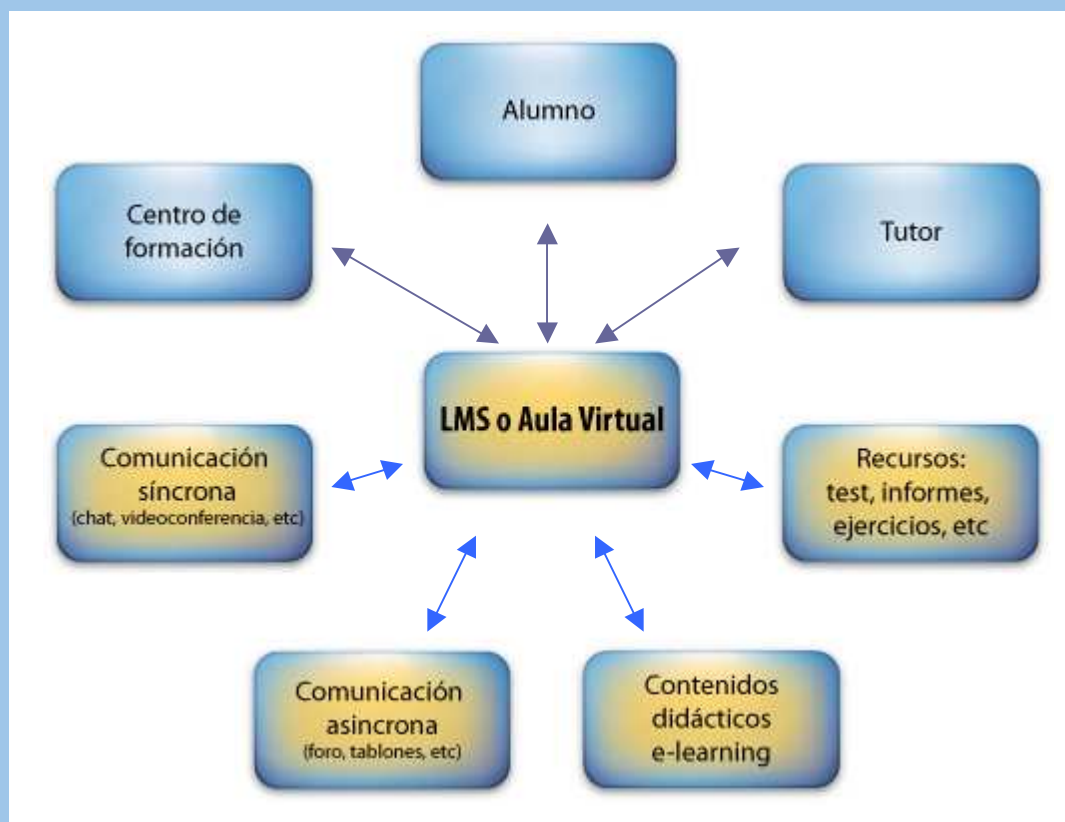 Alumno
Centro de
formación
Tutor
LMS o Aula Virtual
Comunicación
síncrona
(chat, videoconferencia, etc)
Recursos:
test, informes,
ejercicios, etc
Comunicación
asincrona
(foro, tablones, etc)
Contenidos
didácticos
e-learning